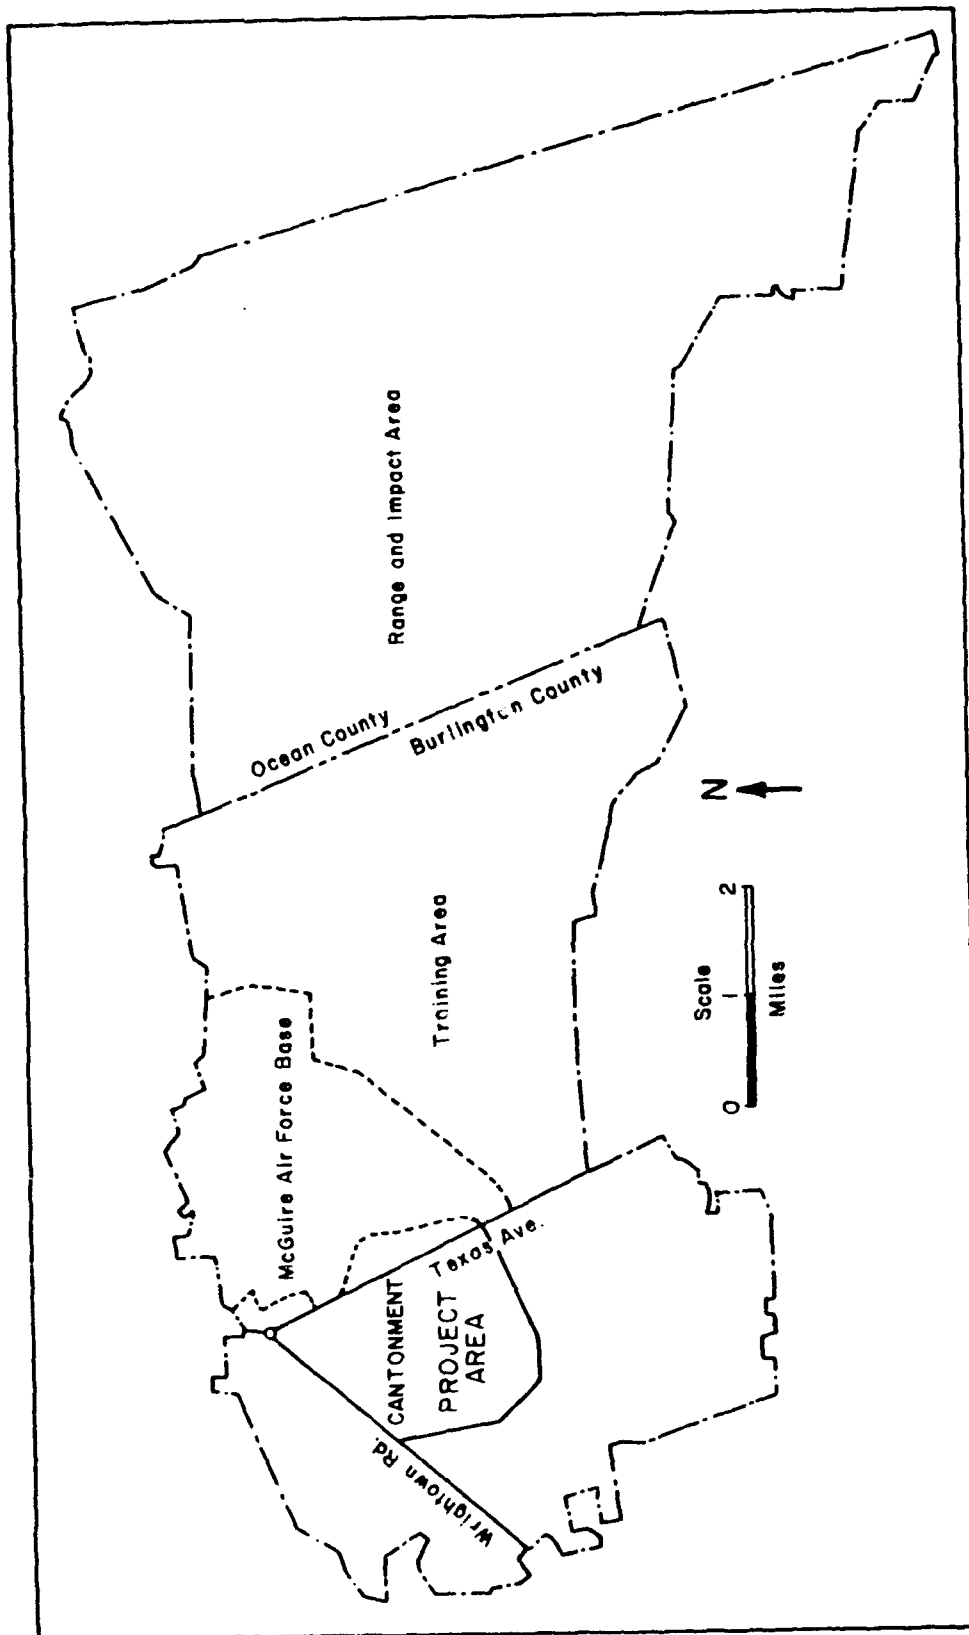 Range and Impact Area
Ocean County
Burlington County
Training Area
McGuire Air Force Base
Texas Ave.
CANTONMENT
PROJECT
AREA
Wrightown Rd.
N
Scale
0 1 2
Miles